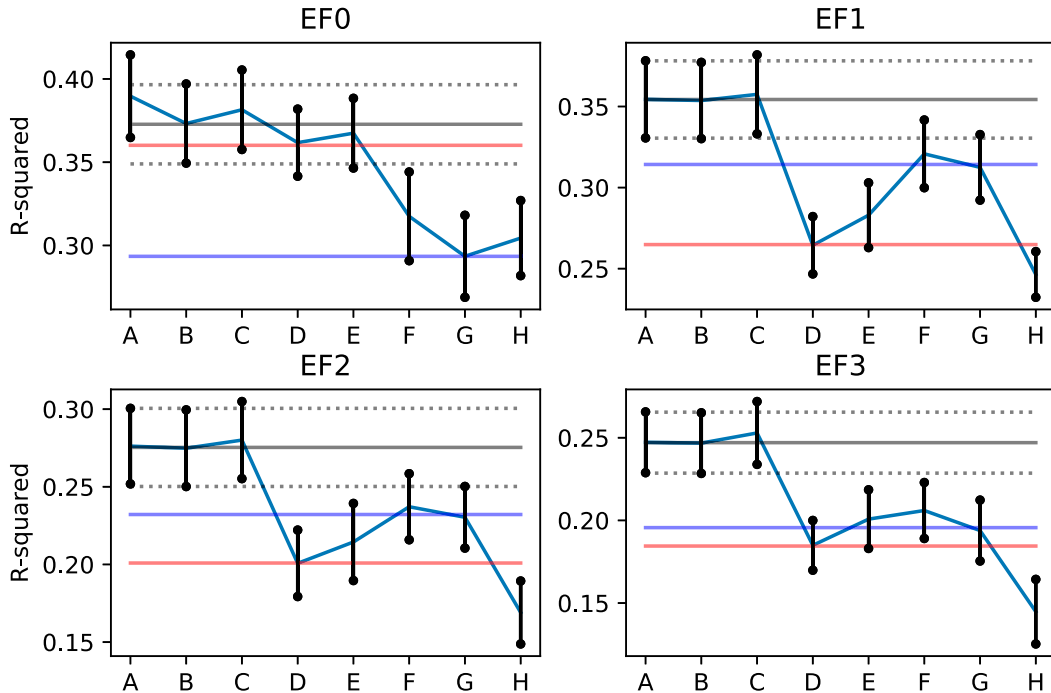 EF0
EF1
R-squared
0.40
0.35
0.30
A B C D E F G H
0.35
0.30
0.25
A B C D E F G H
EF2
EF3
R-squared
0.30
0.25
0.20
0.15
A B C D E F G H
0.25
0.20
0.15
A B C D E F G H